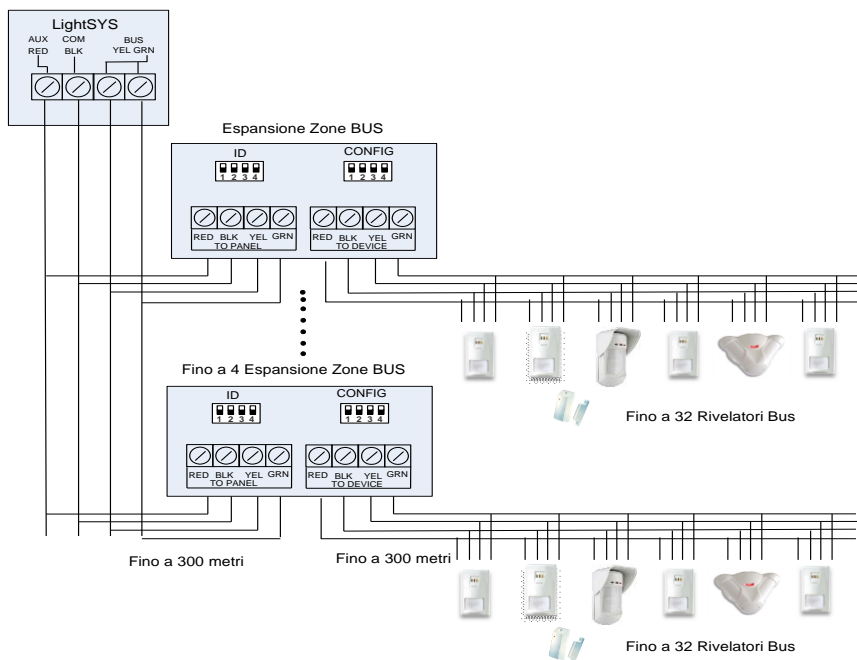 LightSYS
AUX COM BUS
RED BLK YEL GRN
Espansione Zone BUS
ID CONFIG
1 2 3 4 1 2 3 4
RED BLK YEL GRN RED BLK YEL GRN
TO PANEL TO DEVICE
Fino a 32 Rivelatori Bus
Fino a 4 Espansione Zone BUS
ID CONFIG
1 2 3 4 1 2 3 4
RED BLK YEL GRN RED BLK YEL GRN
TO PANEL TO DEVICE
Fino a 300 metri Fino a 300 metri
Fino a 32 Rivelatori Bus